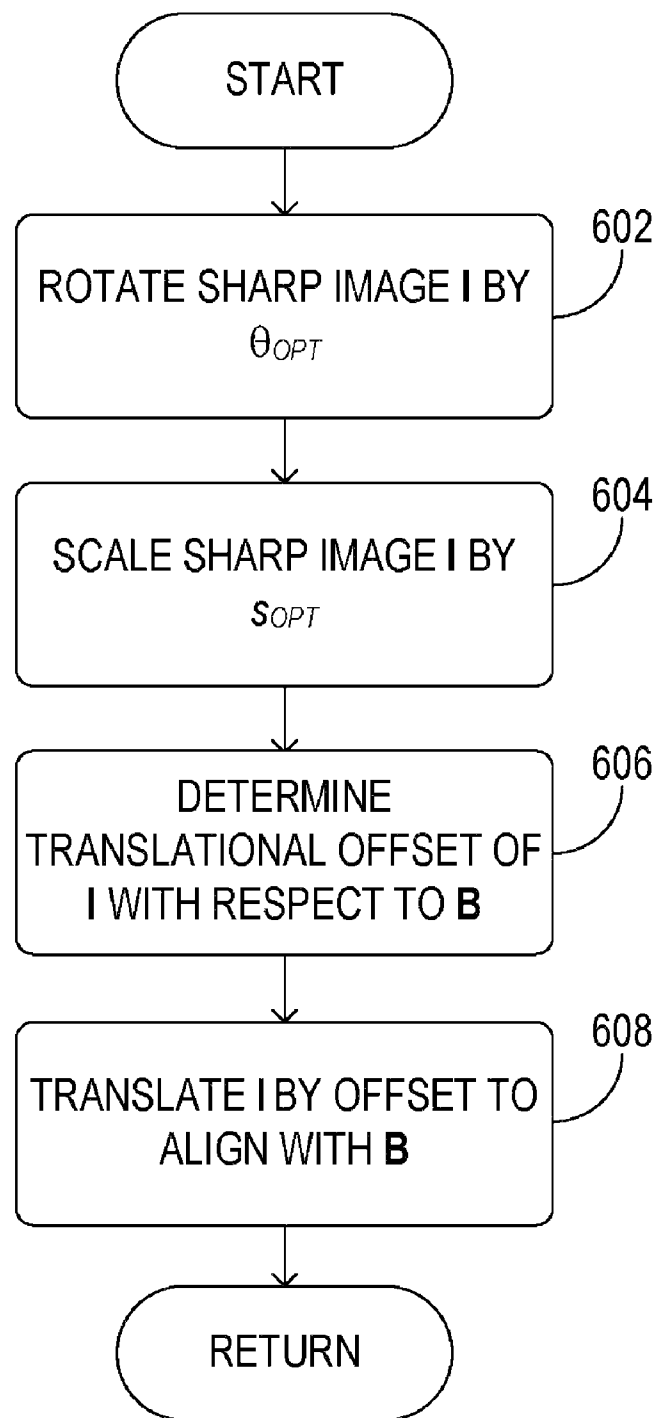 START
602
ROTATE SHARP IMAGE I BY
θOPT
604
SCALE SHARP IMAGE I BY
SOPT
606
DETERMINE
TRANSLATIONAL OFFSET OF
I WITH RESPECT TO B
608
TRANSLATE I BY OFFSET TO
ALIGN WITH B
RETURN